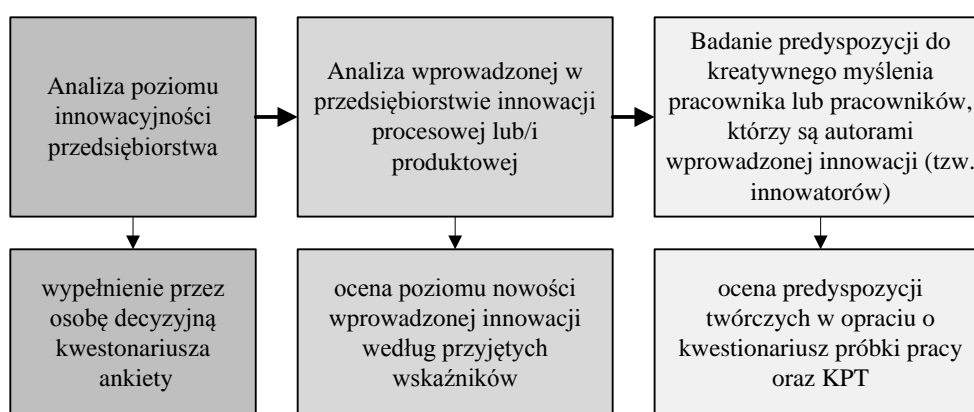 Analiza poziomu
innowacyjności
przedsiębiorstwa
Analiza wprowadzonej w
przedsiębiorstwie innowacji
procesowej lub/i
produktowej
Badanie predyspozycji do
kreatywnego myślenia
pracownika lub pracowników,
którzy są autorami
wprowadzonej innowacji (tzw.
innowatorów)
wypełnienie przez
osobę decyzyjną
kwestonariusza
ankiety
ocena poziomu nowości
wprowadzonej innowacji
według przyjętych
wskaźników
ocena predyspozycji
twórczych w opraciu o
kwestionariusz próbki pracy
oraz KPT